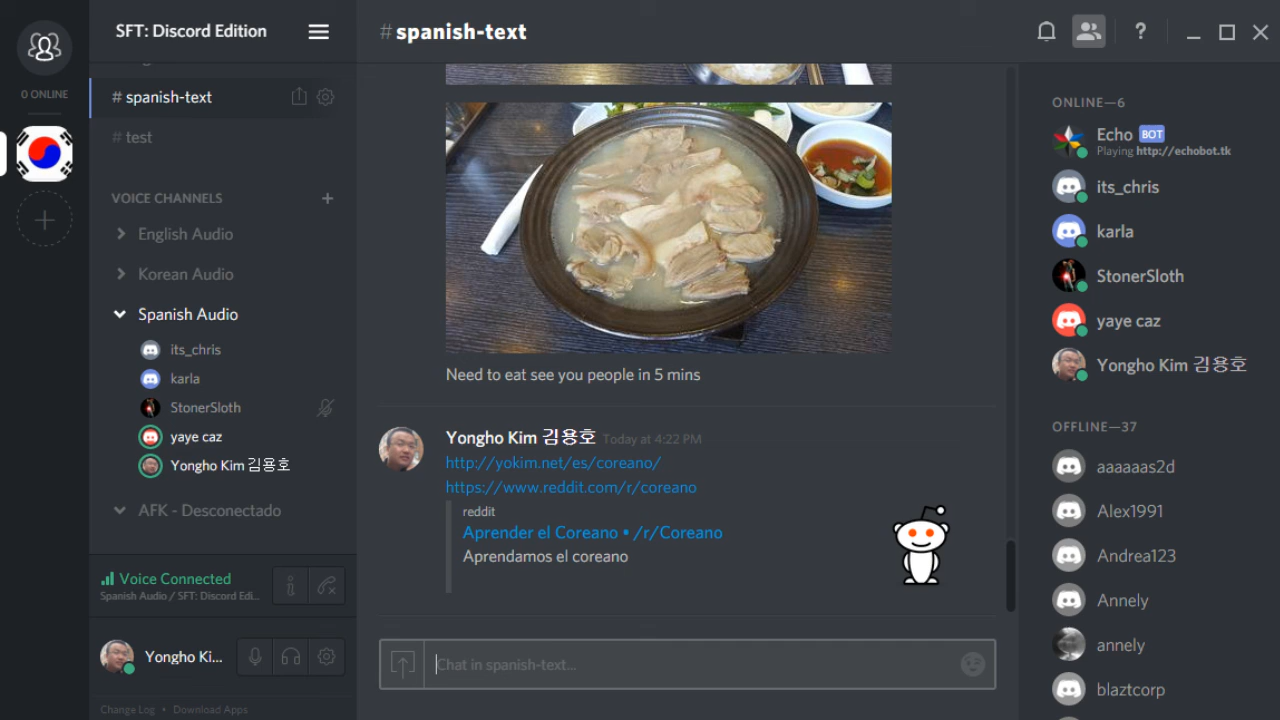 SFT: Discord Edition
# spanish-text
0 ONLINE
# spanish-text
# test
VOICE CHANNELS
English Audio
Korean Audio
Spanish Audio
its_chris
karla
StonerSloth
yaye caz
Yongho Kim 김용호
AFK - Desconectado
Voice Connected
Spanish Audio / SFT: Discord Edi...
Yongho Ki...
Change Log • Download Apps
Need to eat see you people in 5 mins
Yongho Kim 김용호 Today at 4:22 PM
http://yokim.net/es/coreano/
https://www.reddit.com/r/coreano
reddit
Aprender el Coreano • /r/Coreano
Aprendamos el coreano
Chat in spanish-text...
ONLINE—6
Echo BOT
Playing http://echobot.tk
its_chris
karla
StonerSloth
yaye caz
Yongho Kim 김용호
OFFLINE—37
aaaaaas2d
Alex1991
Andrea123
Annely
annely
blaztcorp